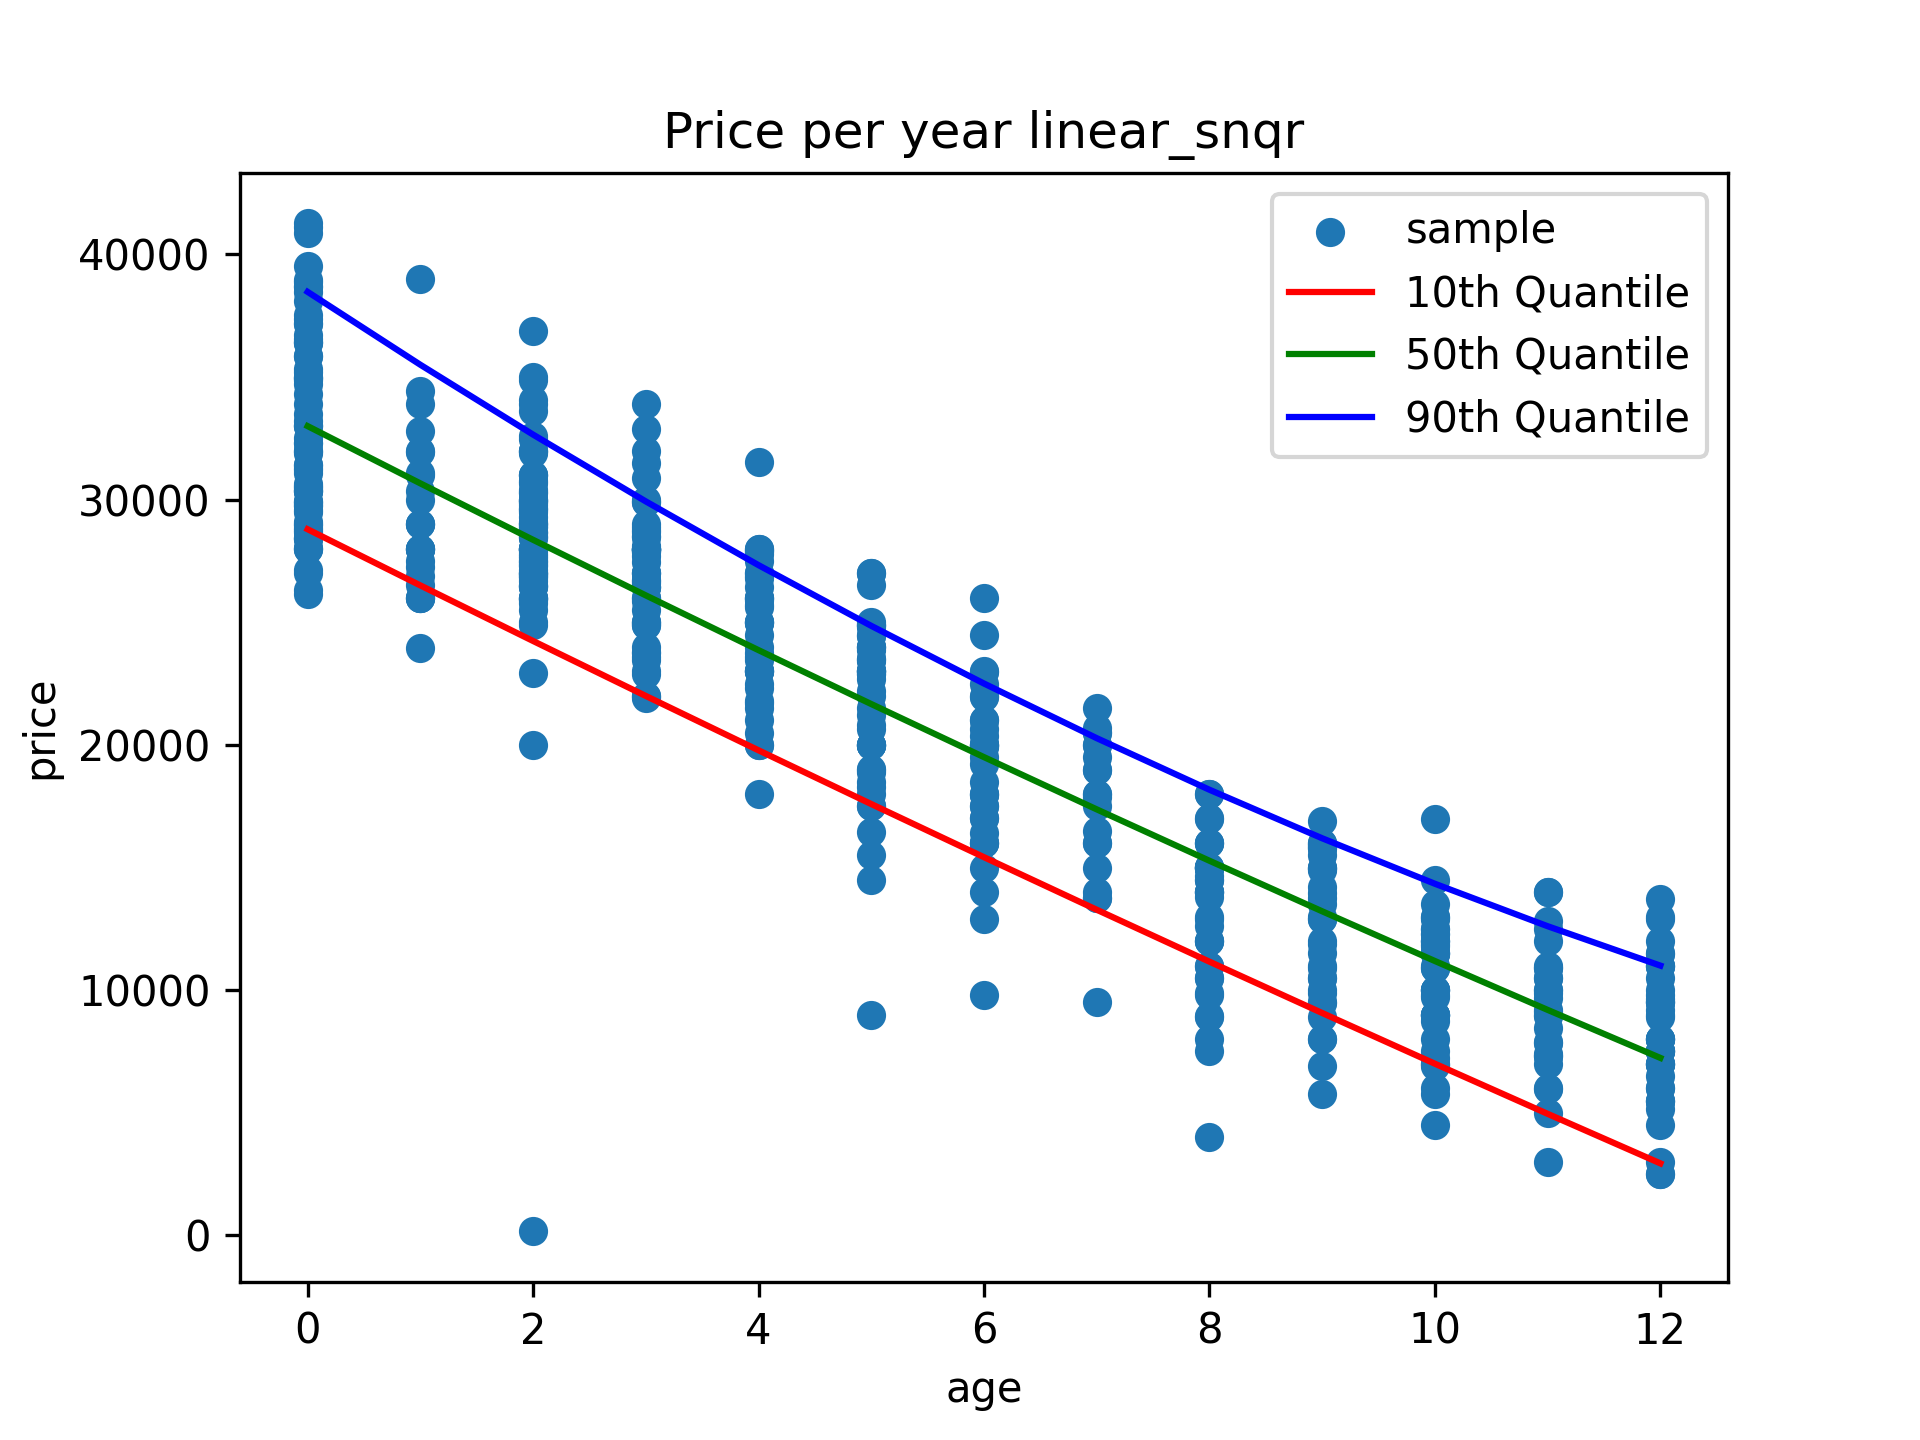 Price per year linear_snqr
sample
10th Quantile
50th Quantile
90th Quantile
40000
30000
20000
10000
0
price
0 2 4 6 8 10 12
age